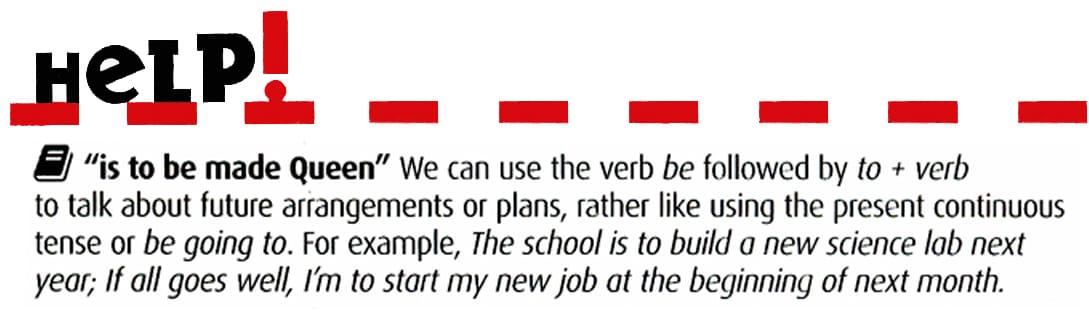 HeLP!
"is to be made Queen" We can use the verb be followed by to + verb
to talk about future arrangements or plans, rather like using the present continuous
tense or be going to. For example, The school is to build a new science lab next
year; If all goes well, I'm to start my new job at the beginning of next month.